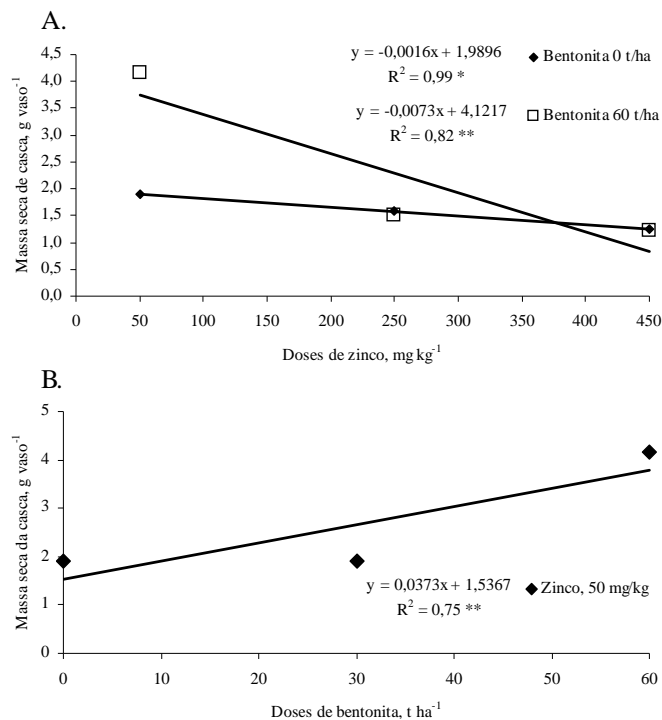 A.
y = -0,0016x + 1,9896
R² = 0,99 *
Bentonita 0 t/ha
y = -0,0073x + 4,1217
R² = 0,82 **
Bentonita 60 t/ha
Massa seca de casca, g vaso⁻¹
4,5
4,0
3,5
3,0
2,5
2,0
1,5
1,0
0,5
0,0
0 50 100 150 200 250 300 350 400 450
Doses de zinco, mg kg⁻¹
B.
Massa seca da casca, g vaso⁻¹
5
4
3
2
1
0
y = 0,0373x + 1,5367
R² = 0,75 **
Zinco, 50 mg/kg
0 10 20 30 40 50 60
Doses de bentonita, t ha⁻¹